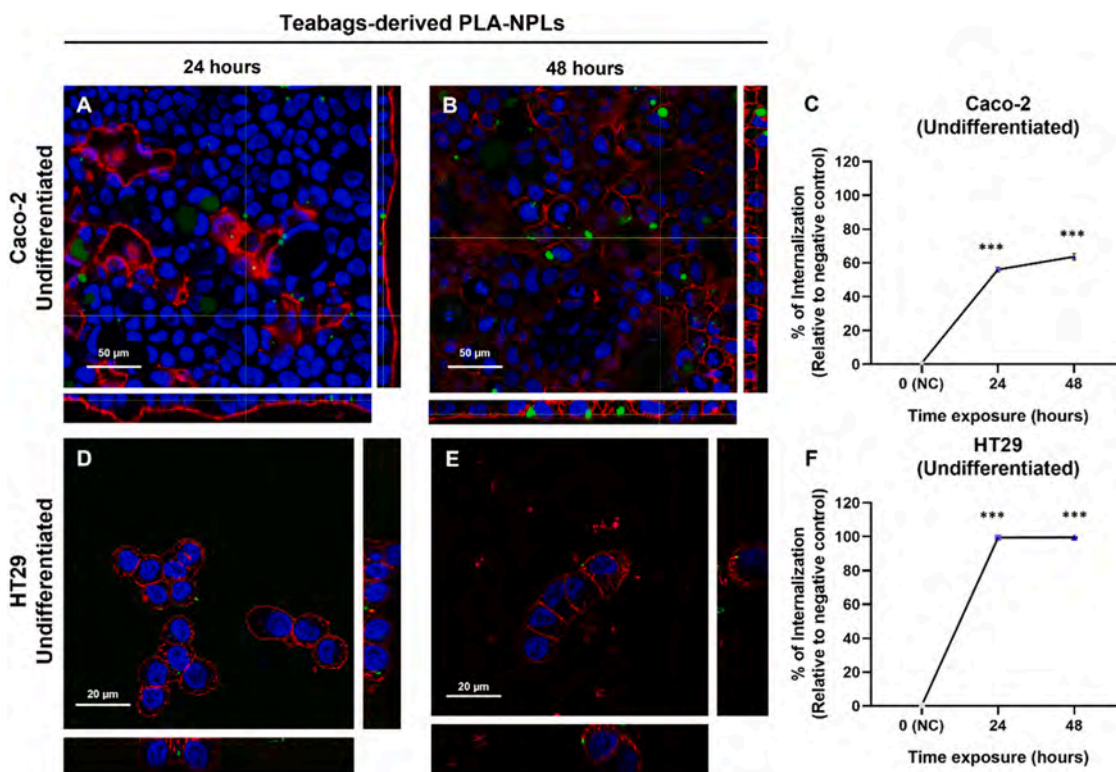 Teabags-derived PLA-NPLs
24 hours
48 hours
Caco-2
Undifferentiated
A
50 µm
B
50 µm
C
Caco-2
(Undifferentiated)
% of Internalization
(Relative to negative control)
120
100
80
60
40
20
0
***
***
0 (NC)
24
48
Time exposure (hours)
HT29
Undifferentiated
D
20 µm
E
20 µm
F
HT29
(Undifferentiated)
% of Internalization
(Relative to negative control)
120
100
80
60
40
20
0
***
***
0 (NC)
24
48
Time exposure (hours)